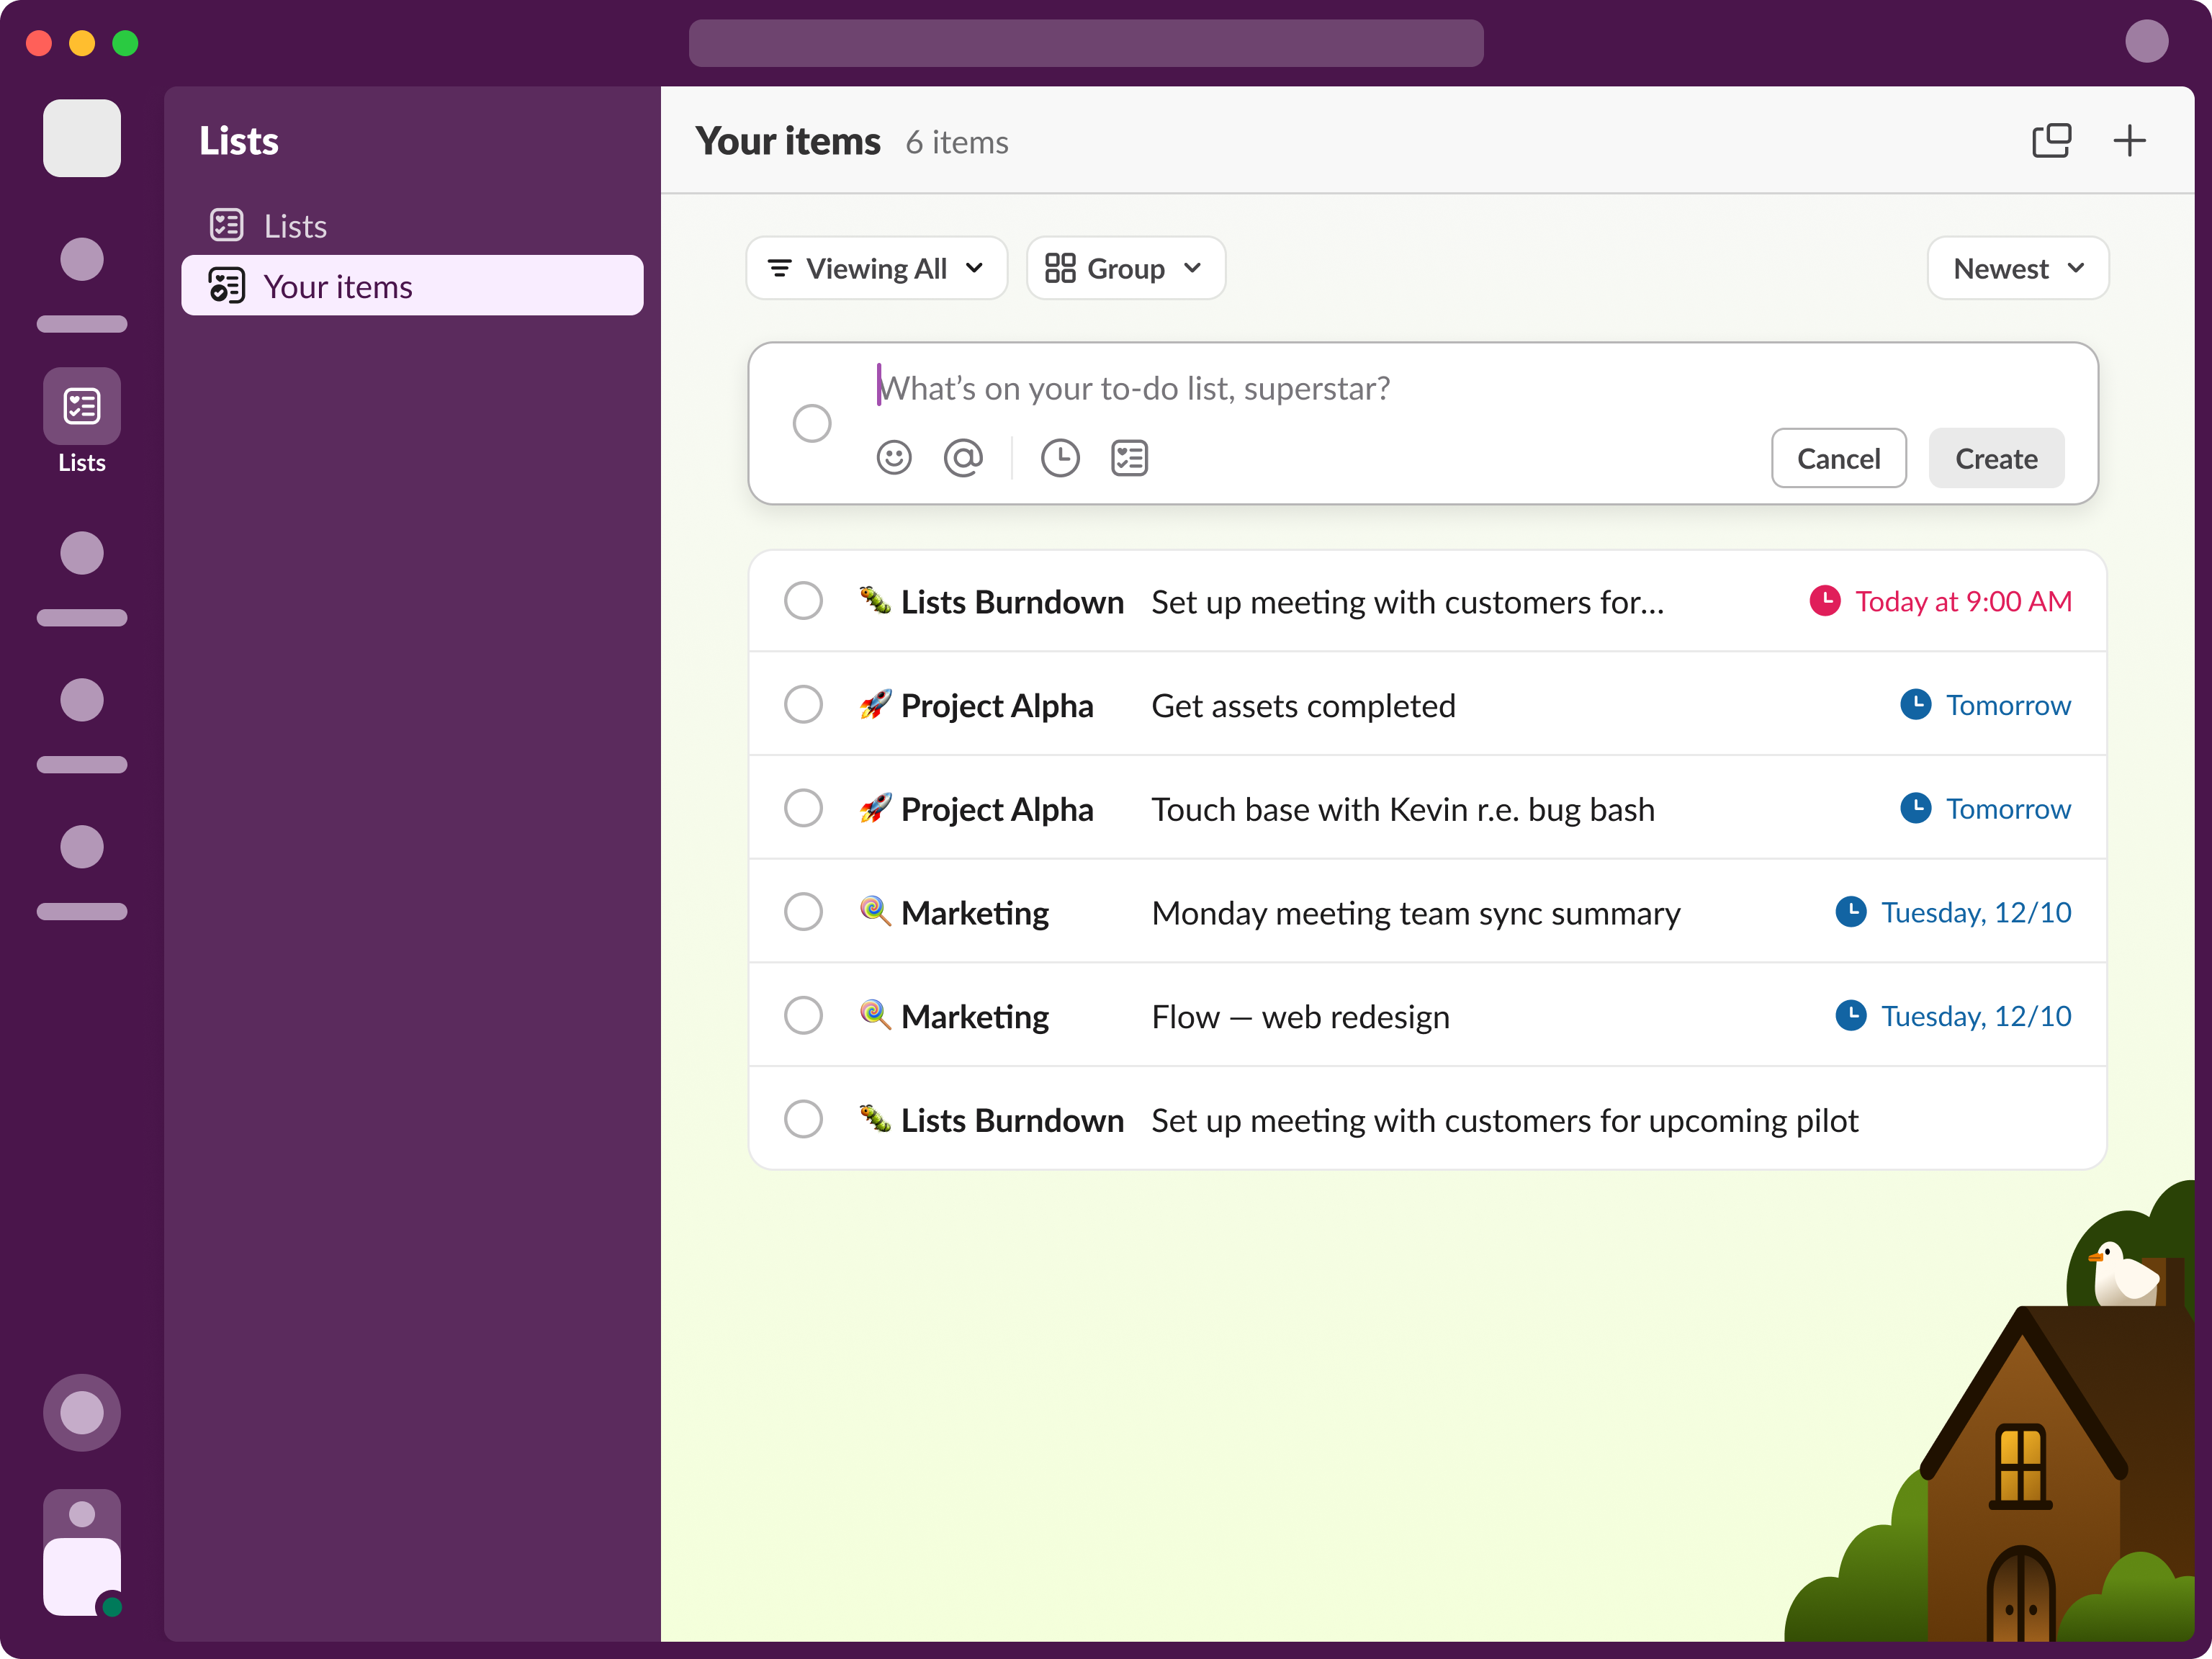 Lists
Lists
Your items
Lists
Your items 6 items
Viewing All Group Newest
What’s on your to-do list, superstar?
Cancel Create
Lists Burndown Set up meeting with customers for... Today at 9:00 AM
Project Alpha Get assets completed Tomorrow
Project Alpha Touch base with Kevin r.e. bug bash Tomorrow
Marketing Monday meeting team sync summary Tuesday, 12/10
Marketing Flow — web redesign Tuesday, 12/10
Lists Burndown Set up meeting with customers for upcoming pilot